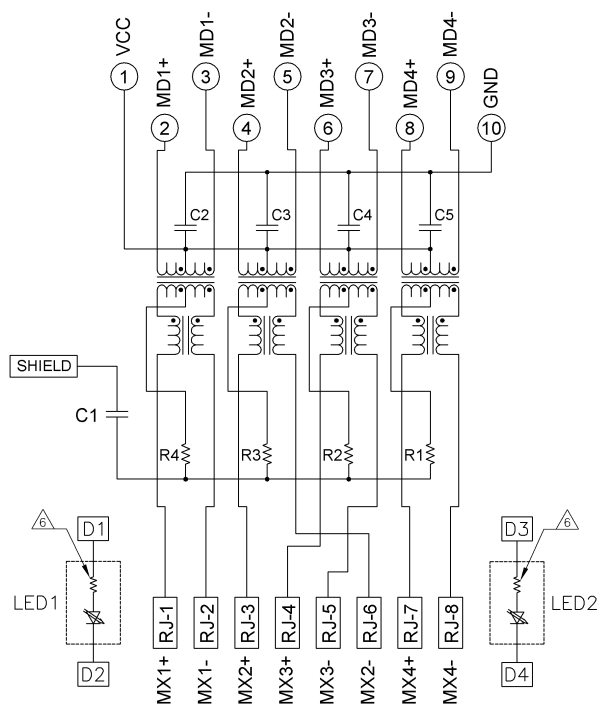 VCC
MD1+
MD1-
MD2+
MD2-
MD3+
MD3-
MD4+
MD4-
GND
1
2
3
4
5
6
7
8
9
10
C2
C3
C4
C5
SHIELD
C1
R4
R3
R2
R1
6
D1
LED1
D2
6
D3
LED2
D4
RJ-1
RJ-2
RJ-3
RJ-4
RJ-5
RJ-6
RJ-7
RJ-8
MX1+
MX1-
MX2+
MX3+
MX3-
MX2-
MX4+
MX4-